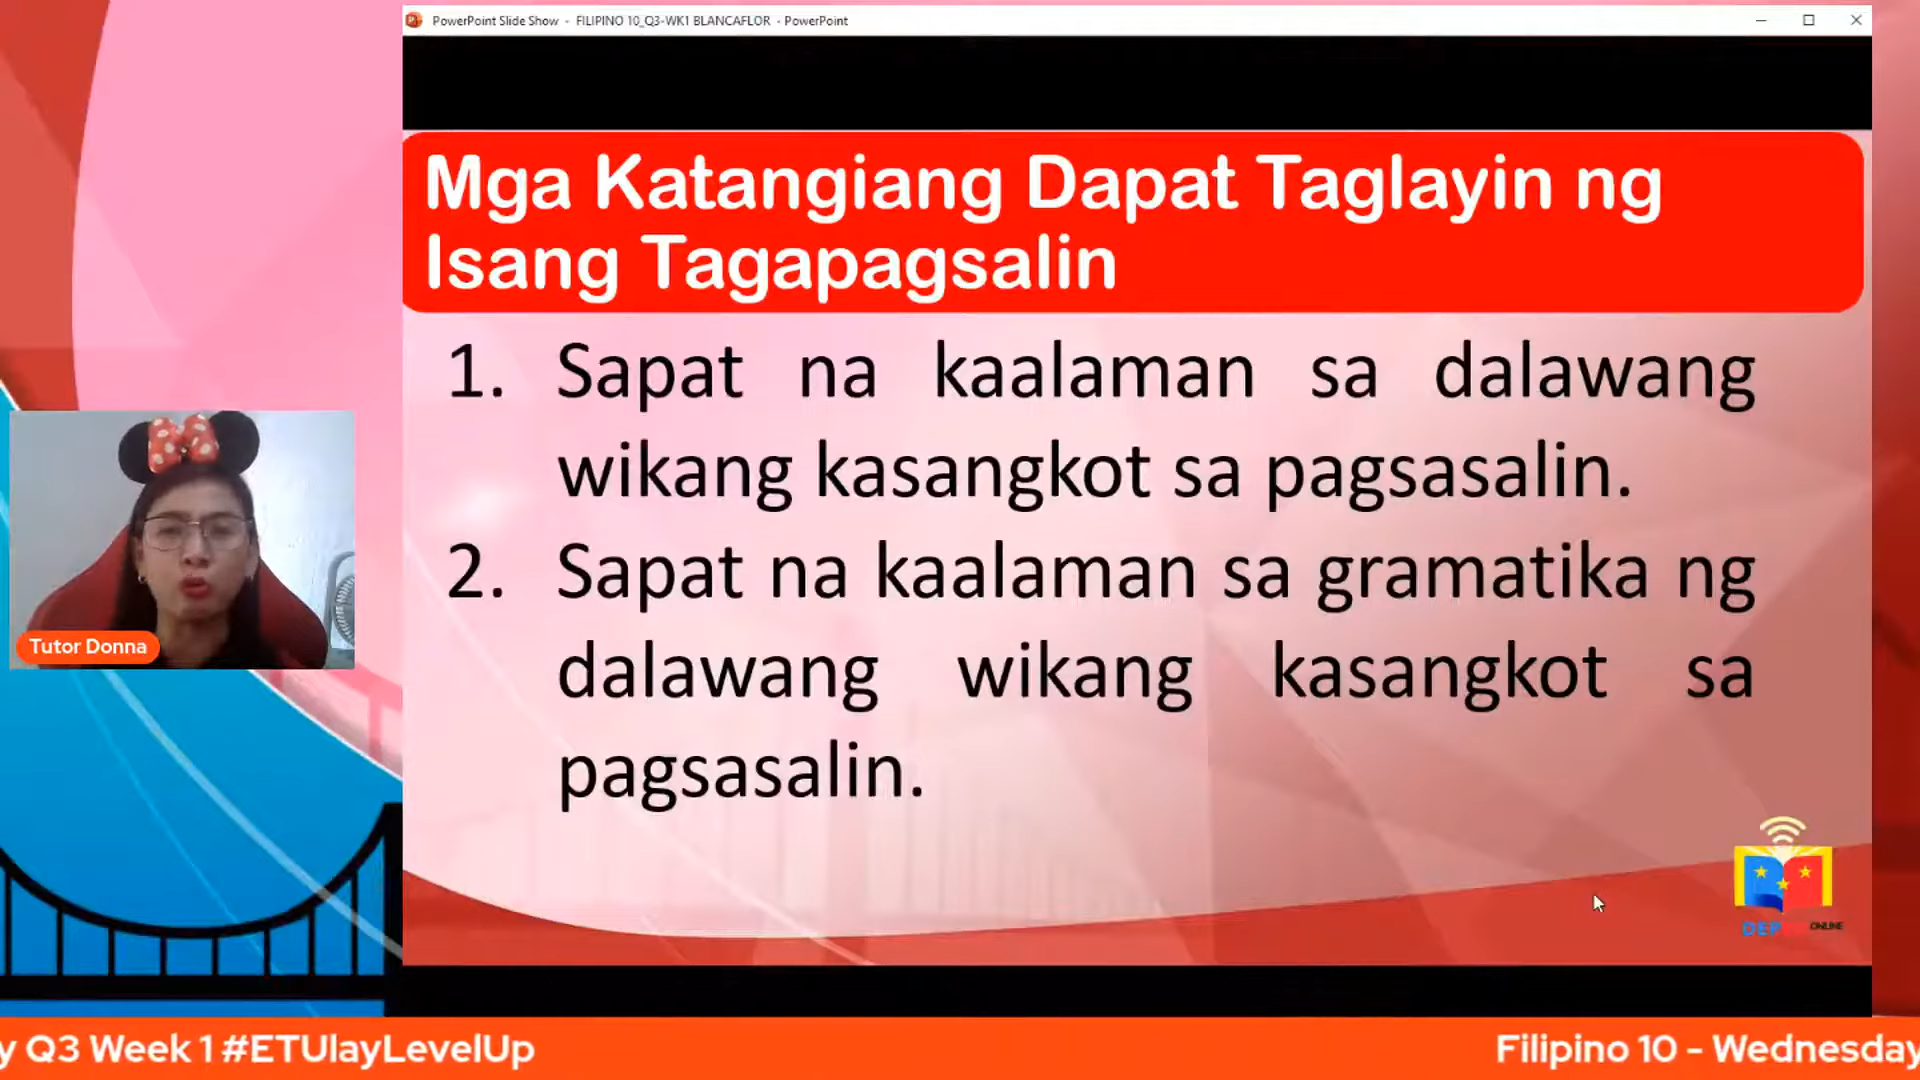 PowerPoint Slide Show - FILIPINO 10_Q3-WK1 BLANCAFLOR - PowerPoint
Mga Katangiang Dapat Taglayin ng
Isang Tagapagsalin
1. Sapat na kaalaman sa dalawang
wikang kasangkot sa pagsasalin.
2. Sapat na kaalaman sa gramatika ng
dalawang wikang kasangkot sa
pagsasalin.
Tutor Donna
DEPED ONLINE
y Q3 Week 1 #ETUlayLevelUp
Filipino 10 - Wednesday